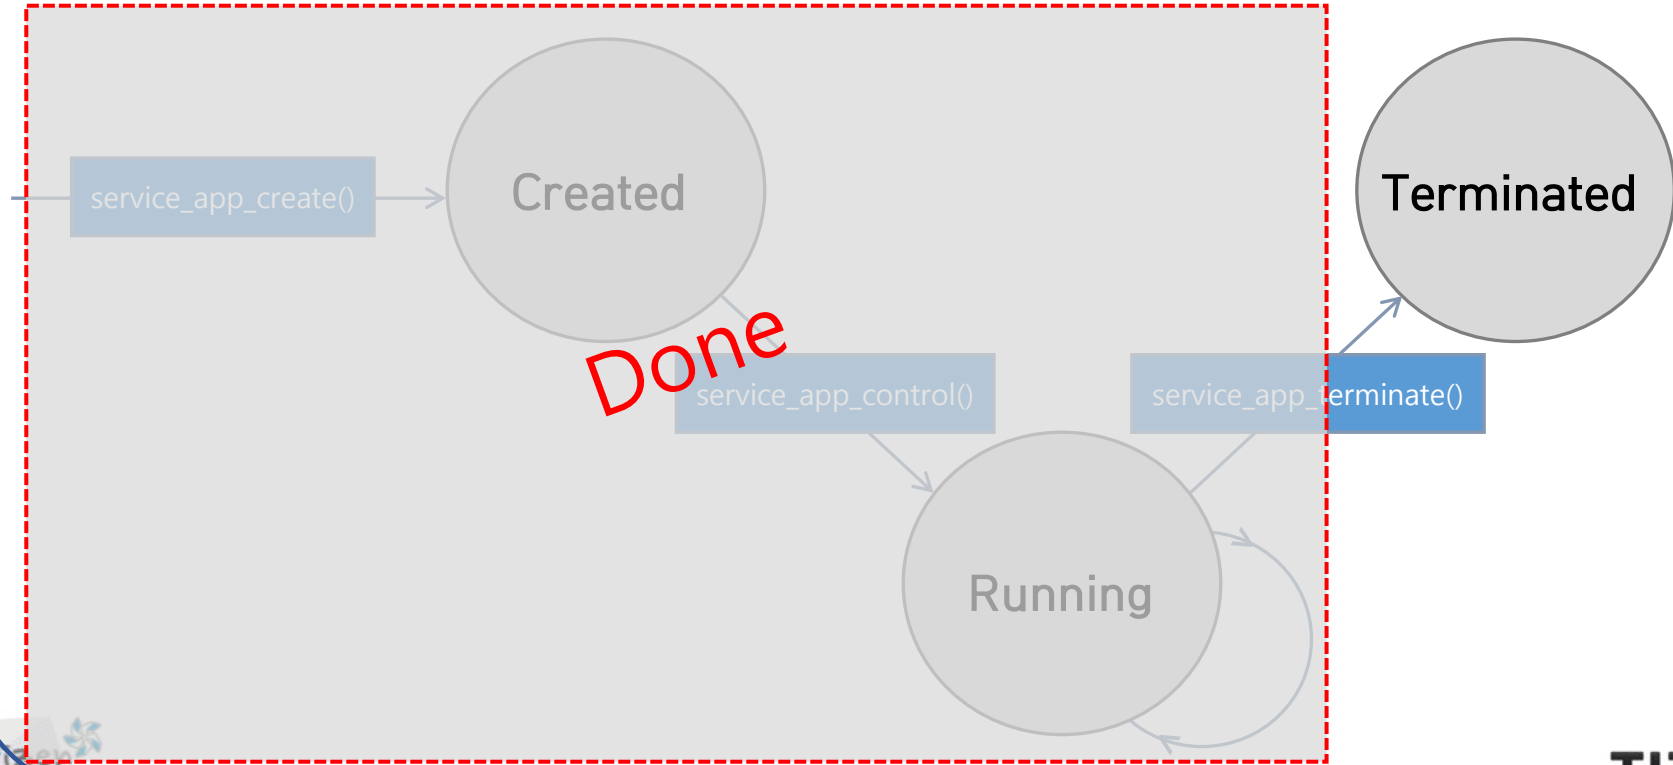 service_app_create()
Created
Terminated
Done
service_app_control()
service_app_terminate()
Running